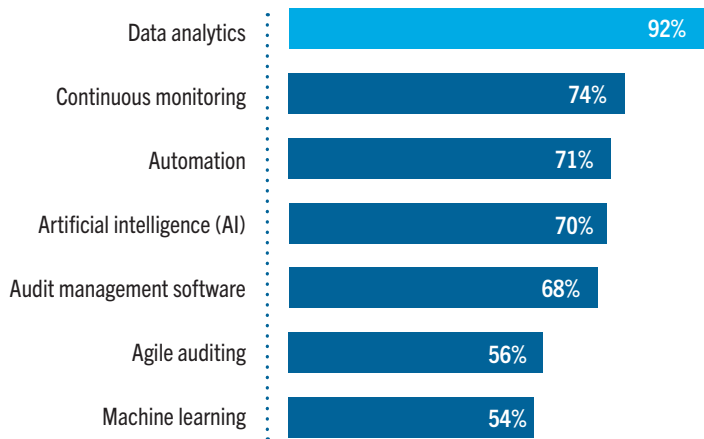 Data analytics 92%
Continuous monitoring 74%
Automation 71%
Artificial intelligence (AI) 70%
Audit management software 68%
Agile auditing 56%
Machine learning 54%